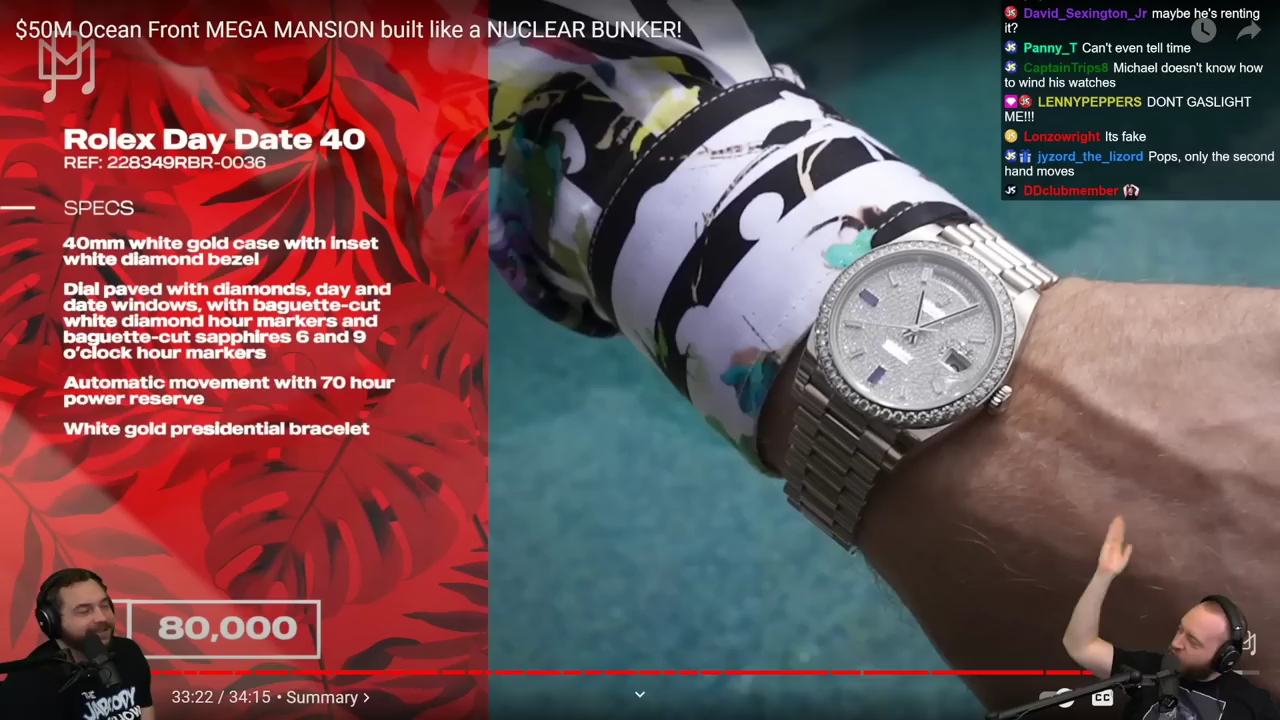 $50M Ocean Front MEGA MANSION built like a NUCLEAR BUNKER!
Rolex Day Date 40
REF: 228349RBR-0036
SPECS
40mm white gold case with inset
white diamond bezel
Dial paved with diamonds, day and
date windows, with baguette-cut
white diamond hour markers and
baguette-cut sapphires 6 and 9
o'clock hour markers
Automatic movement with 70 hour
power reserve
White gold presidential bracelet
80,000
33:22 / 34:15 • Summary
CC
THE
David_Sexington_Jr maybe he's renting
it?
Panny_T Can't even tell time
CaptainTrips8 Michael doesn't know how
to wind his watches
LENNYPEPPERS DONT GASLIGHT
ME!!!
Lonzowright Its fake
jyzord_the_lizord Pops, only the second
hand moves
DDclubmember